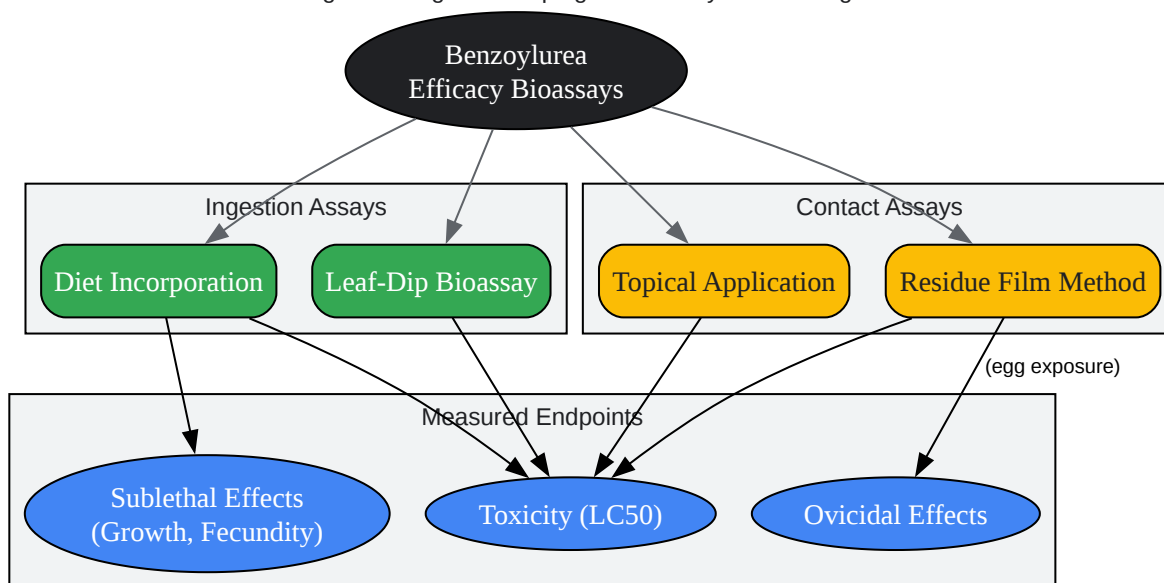 Benzoylurea
Efficacy Bioassays
Ingestion Assays
Contact Assays
Diet Incorporation
Leaf-Dip Bioassay
Topical Application
Residue Film Method
(egg exposure)
Measured Endpoints
Sublethal Effects
(Growth, Fecundity)
Toxicity (LC50)
Ovicidal Effects